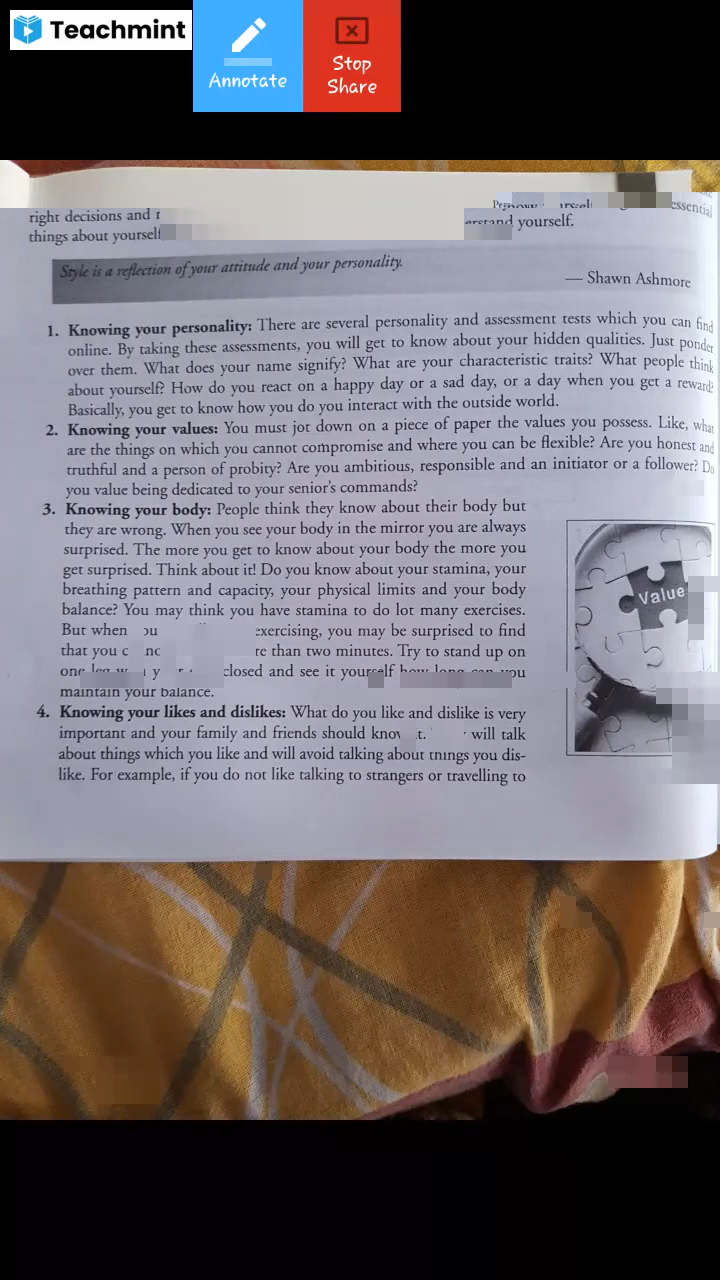 Teachmint
Annotate
Stop
Share
essential
right decisions and
things about yourself yourself.
Style is a reflection of your attitude and your personality.
— Shawn Ashmore
1. Knowing your personality: There are several personality and assessment tests which you can find
online. By taking these assessments, you will get to know about your hidden qualities. Just ponder
over them. What does your name signify? What are your characteristic traits? What people think
about yourself? How do you react on a happy day or a sad day, or a day when you get a reward?
Basically, you get to know how you do you interact with the outside world.
2. Knowing your values: You must jot down on a piece of paper the values you possess. Like, what
are the things on which you cannot compromise and where you can be flexible? Are you honest and
truthful and a person of probity? Are you ambitious, responsible and an initiator or a follower? Do
you value being dedicated to your senior's commands?
3. Knowing your body: People think they know about their body but
they are wrong. When you see your body in the mirror you are always
surprised. The more you get to know about your body the more you
get surprised. Think about it! Do you know about your stamina, your
breathing pattern and capacity, your physical limits and your body
balance? You may think you have stamina to do lot many exercises.
But when exercising, you may be surprised to find
that you than two minutes. Try to stand up on
one closed and see it yourself how long can you
maintain your balance.
4. Knowing your likes and dislikes: What do you like and dislike is very
important and your family and friends should will talk
about things which you like and will avoid talking about things you dis-
like. For example, if you do not like talking to strangers or travelling to
Value